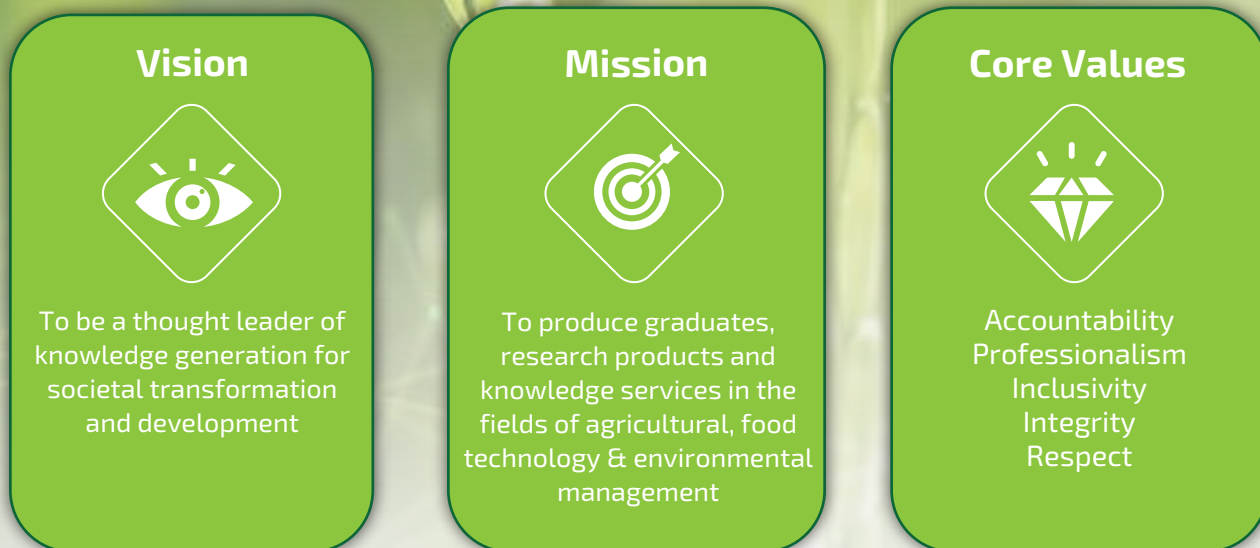 Vision
To be a thought leader of
knowledge generation for
societal transformation
and development
Mission
To produce graduates,
research products and
knowledge services in the
fields of agricultural, food
technology & environmental
management
Core Values
Accountability
Professionalism
Inclusivity
Integrity
Respect